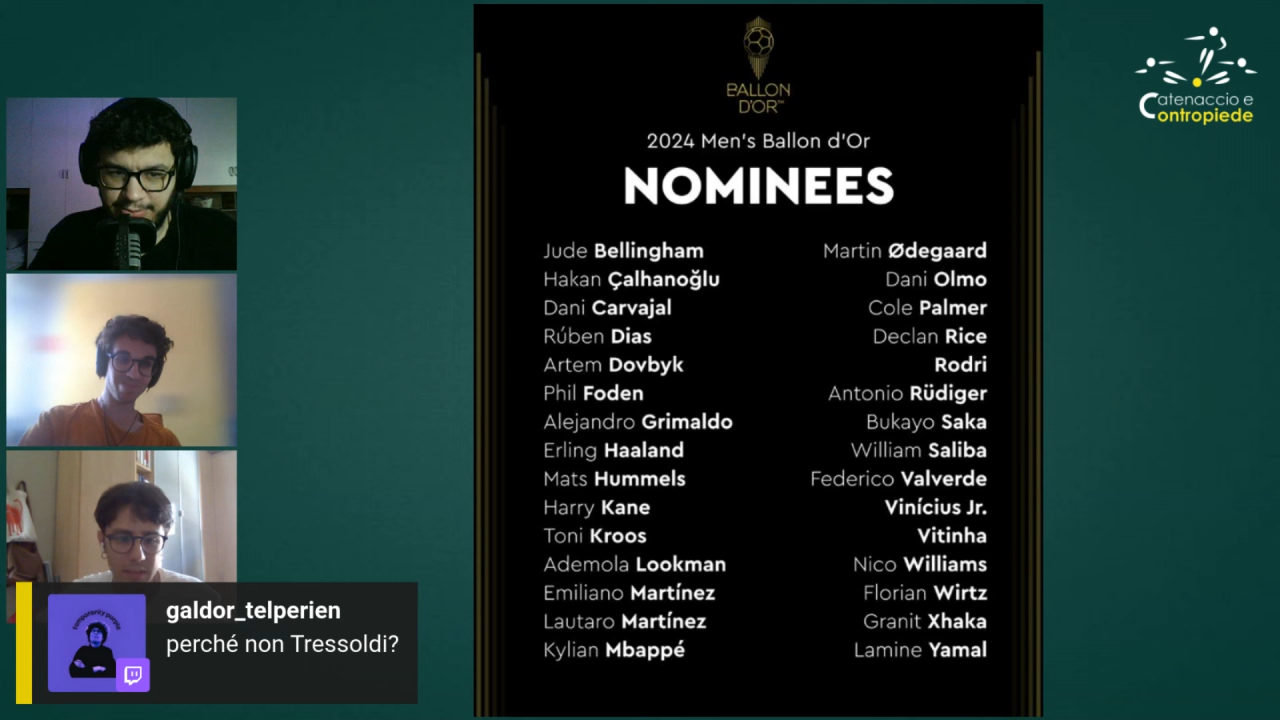 BALLON
D'OR™
2024 Men's Ballon d'Or
NOMINEES
Jude Bellingham
Hakan Çalhanoğlu
Dani Carvajal
Rúben Dias
Artem Dovbyk
Phil Foden
Alejandro Grimaldo
Erling Haaland
Mats Hummels
Harry Kane
Toni Kroos
Ademola Lookman
Emiliano Martínez
Lautaro Martínez
Kylian Mbappé
Martin Ødegaard
Dani Olmo
Cole Palmer
Declan Rice
Rodri
Antonio Rüdiger
Bukayo Saka
William Saliba
Federico Valverde
Vinícius Jr.
Vitinha
Nico Williams
Florian Wirtz
Granit Xhaka
Lamine Yamal
Catenaccio e
Contropiede
galdor_telperien
perché non Tressoldi?